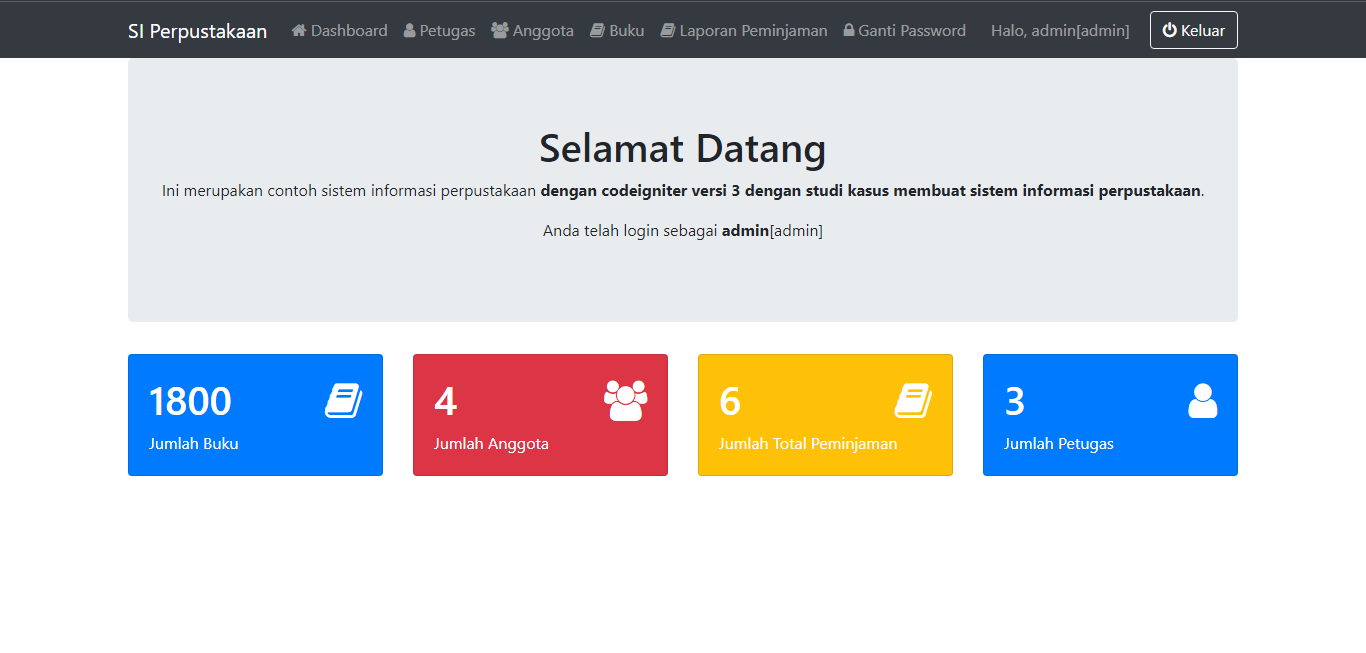 SI Perpustakaan Dashboard Petugas Anggota Buku Laporan Peminjaman Ganti Password Halo, admin[admin] Keluar
Selamat Datang
Ini merupakan contoh sistem informasi perpustakaan dengan codeigniter versi 3 dengan studi kasus membuat sistem informasi perpustakaan.
Anda telah login sebagai admin[admin]
1800
Jumlah Buku
4
Jumlah Anggota
6
Jumlah Total Peminjaman
3
Jumlah Petugas